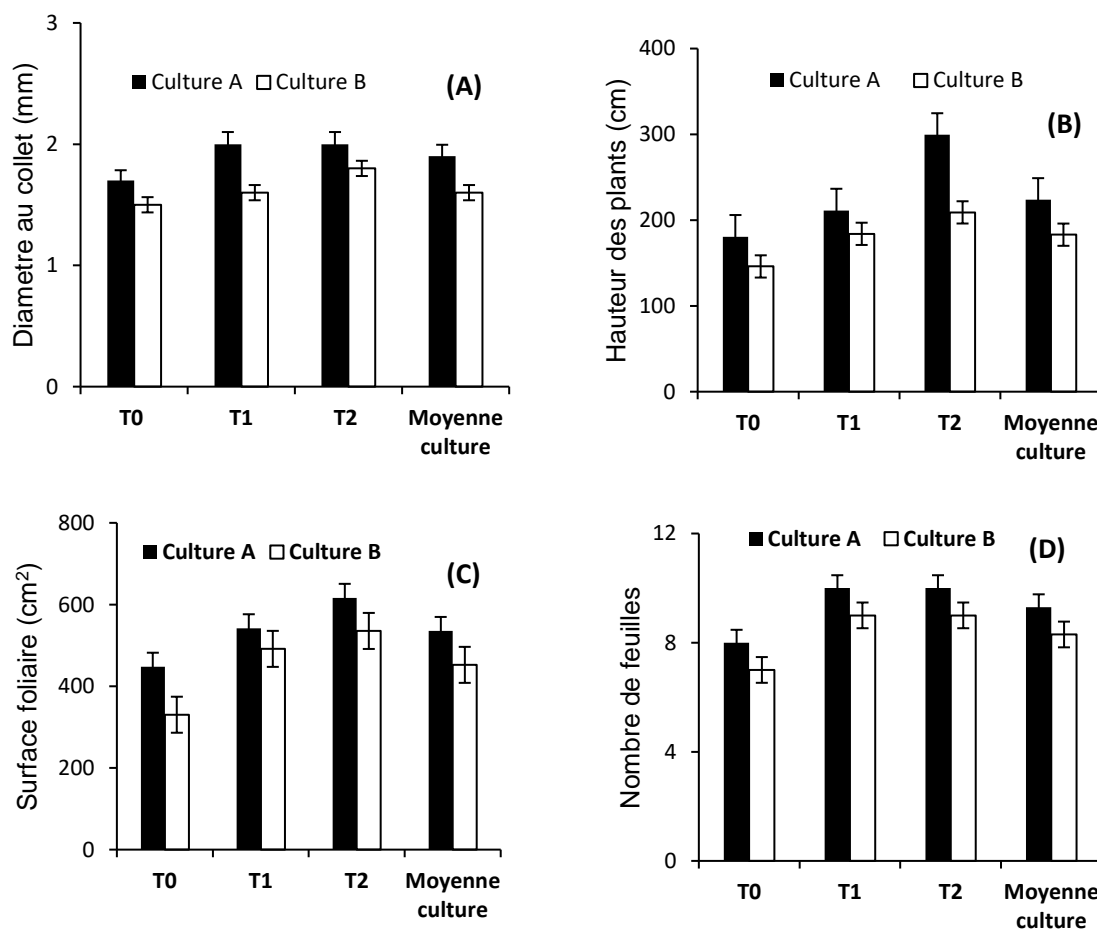 3
2
1
0
Diametre au collet (mm)
Culture A Culture B
(A)
T0 T1 T2 Moyenne
culture
400
300
200
100
0
Hauteur des plants (cm)
Culture A Culture B
(B)
T0 T1 T2 Moyenne
culture
800
600
400
200
0
Surface foliaire (cm²)
Culture A Culture B
(C)
T0 T1 T2 Moyenne
culture
12
8
4
0
Nombre de feuilles
Culture A Culture B
(D)
T0 T1 T2 Moyenne
culture